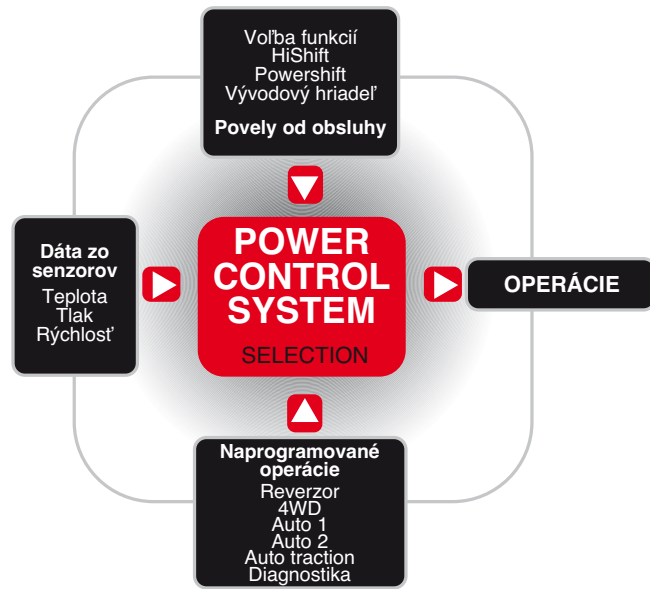 Voľba funkcií
HiShift
Powershift
Vývodový hriadeľ
Povely od obsluhy
Dáta zo
senzorov
Teplota
Tlak
Rýchlosť
POWER
CONTROL
SYSTEM
SELECTION
OPERÁCIE
Naprogramované
operácie
Reverzor
4WD
Auto 1
Auto 2
Auto traction
Diagnostika